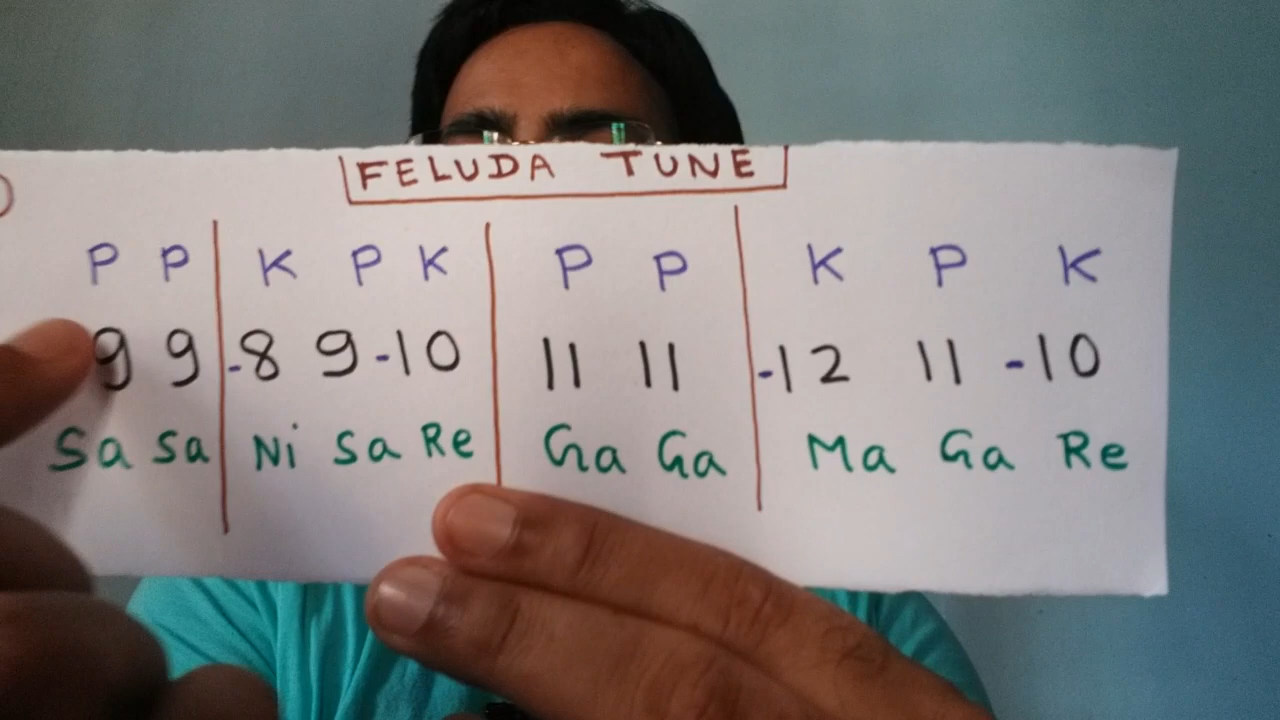 FELUDA TUNE
P P | K P K | P P | K P K
9 9 | -8 9 -10 | 11 11 | -12 11 -10
Sa Sa | Ni Sa Re | Ga Ga | Ma Ga Re